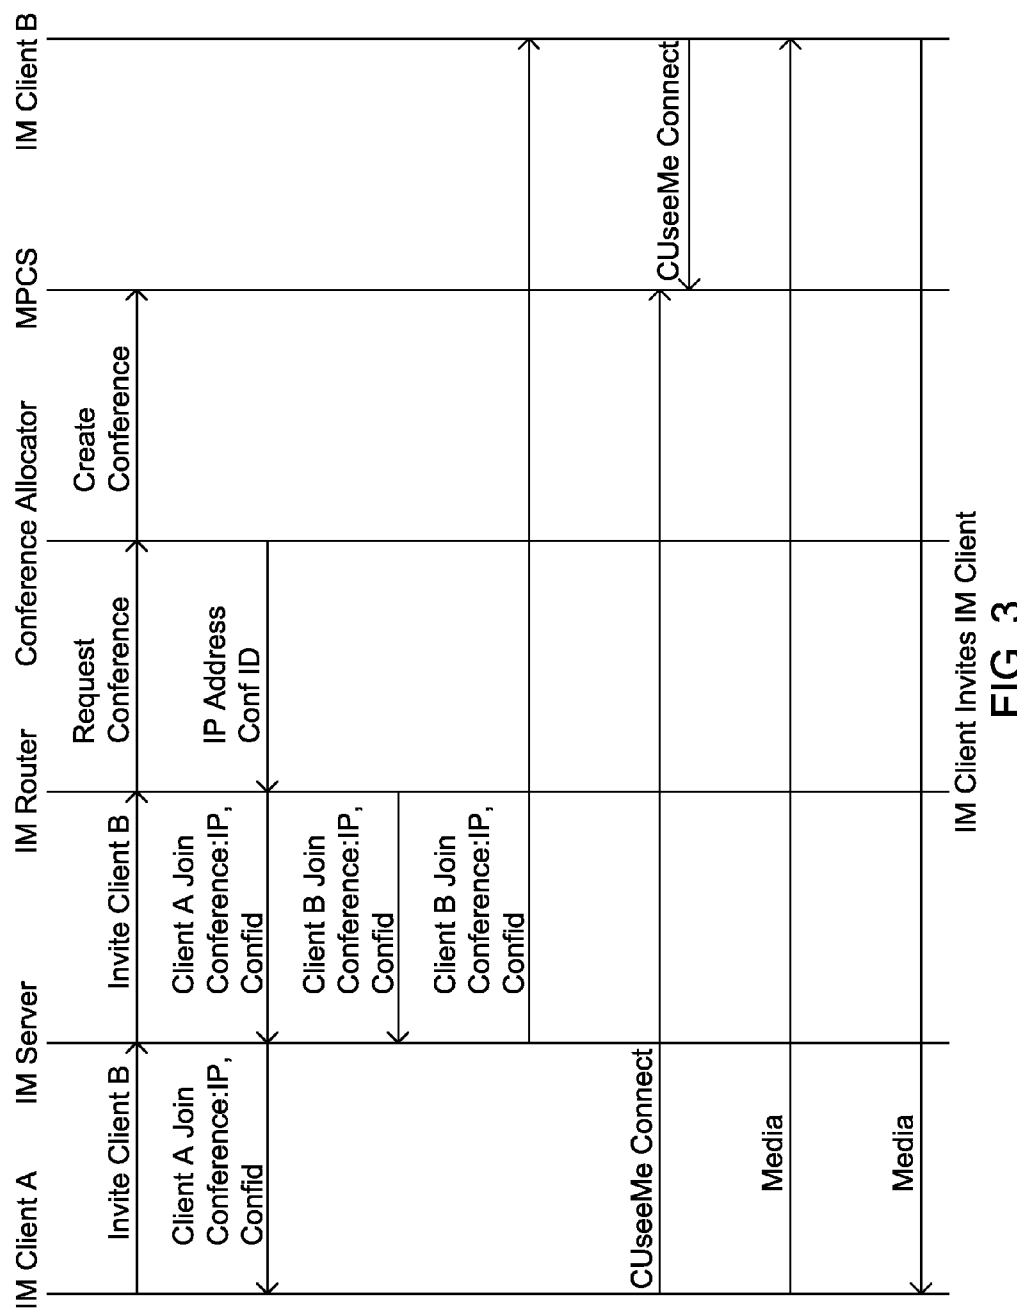 IM Client A
IM Server
IM Router
Conference Allocator
MPCS
IM Client B
Invite Client B
Invite Client B
Request
Conference
Create
Conference
Client A Join
Conference:IP,
Confid
Client A Join
Conference:IP,
Confid
IP Address
Conf ID
Client B Join
Conference:IP,
Confid
Client B Join
Conference:IP,
Confid
CUseeMe Connect
CUseeMe Connect
Media
Media
IM Client Invites IM Client
FIG. 3